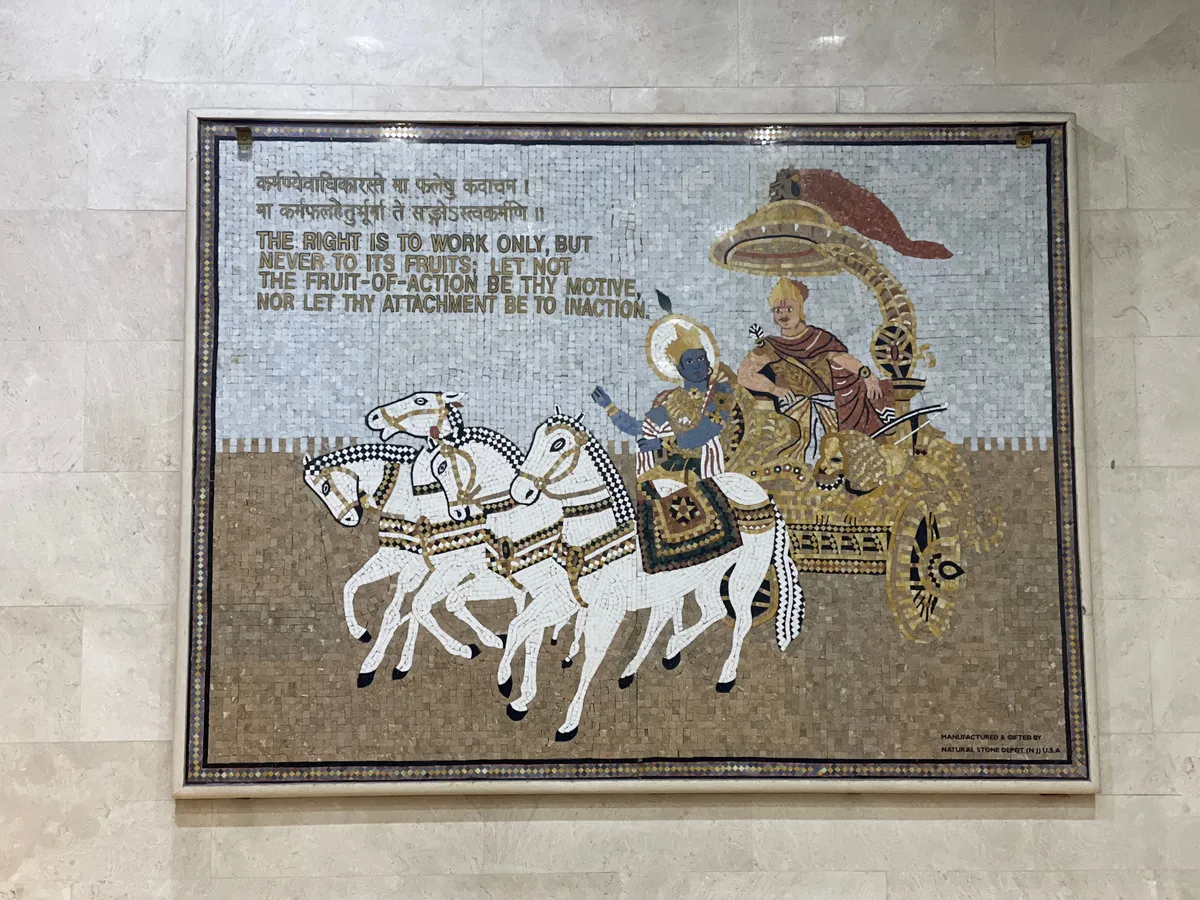 कर्मण्येवाधिकारस्ते मा फलेषु कदाचन ।
मा कर्मफलहेतुर्भूर्मा ते सङ्गोऽस्त्वकर्मणि ॥
THE RIGHT IS TO WORK ONLY, BUT
NEVER TO ITS FRUITS; LET NOT
THE FRUIT-OF-ACTION BE THY MOTIVE,
NOR LET THY ATTACHMENT BE TO INACTION.
MANUFACTURED & GIFTED BY
NATURAL STONE DEPOT (NJ) U.S.A